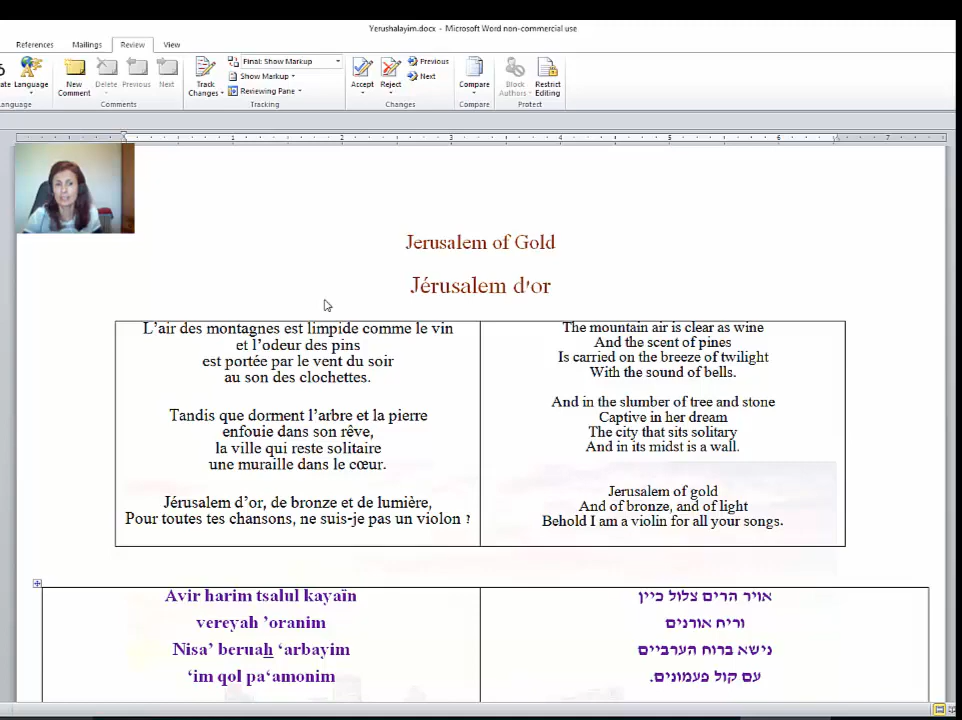 Yerushalayim.docx - Microsoft Word non-commercial use
References Mailings Review View
Language
New Comment
Delete
Previous
Next
Comments
Track Changes
Final: Show Markup
Show Markup
Reviewing Pane
Tracking
Accept
Reject
Previous
Next
Changes
Compare
Compare
Block Authors
Restrict Editing
Protect
1 2 3 4 5 6 7
Jerusalem of Gold
Jérusalem d'or
L’air des montagnes est limpide comme le vin
et l’odeur des pins
est portée par le vent du soir
au son des clochettes.
Tandis que dorment l’arbre et la pierre
enfouie dans son rêve,
la ville qui reste solitaire
une muraille dans le cœur.
Jérusalem d’or, de bronze et de lumière,
Pour toutes tes chansons, ne suis-je pas un violon ?
The mountain air is clear as wine
And the scent of pines
Is carried on the breeze of twilight
With the sound of bells.
And in the slumber of tree and stone
Captive in her dream
The city that sits solitary
And in its midst is a wall.
Jerusalem of gold
And of bronze, and of light
Behold I am a violin for all your songs.
Avir harim tsalul kayaïn
vereyah ’oranim
Nisa’ beruah ‘arbayim
‘im qol pa‘amonim
אויר הרים צלול כיין
וריח אורנים
נישא ברוח הערביים
עם קול פעמונים.